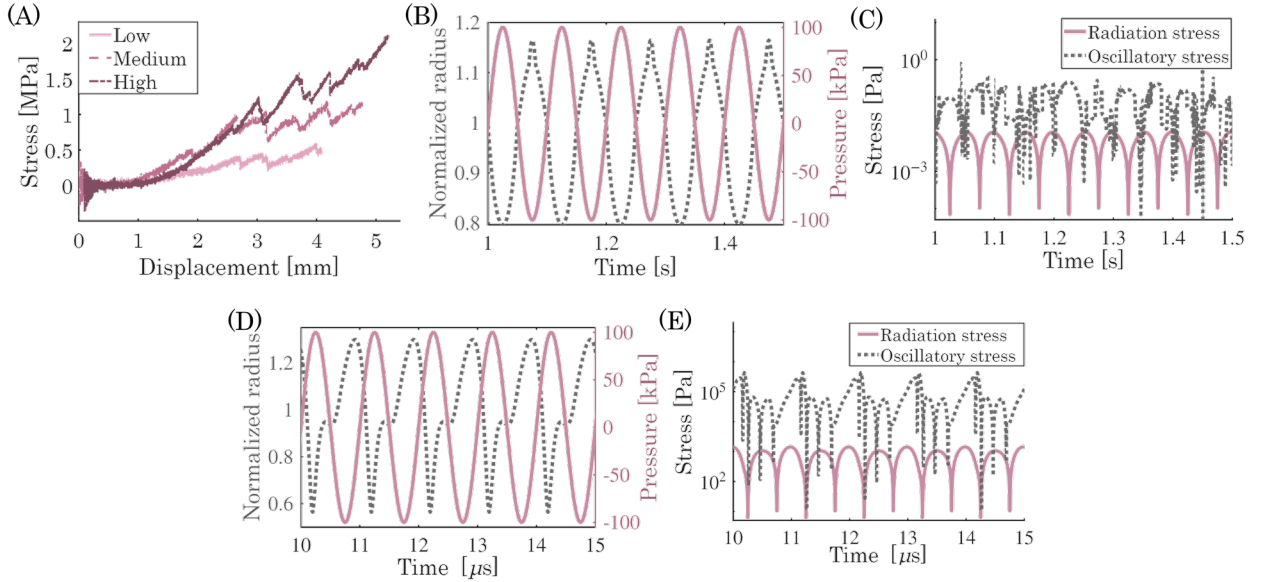 (A)
Low
Medium
High
Stress [MPa]
2
1.5
1
0.5
0
0 1 2 3 4 5
Displacement [mm]
(B)
Normalized radius
1.2
1.1
1
0.9
0.8
1 1.2 1.4
Time [s]
100
50
0
-50
-100
Pressure [kPa]
(C)
Radiation stress
Oscillatory stress
Stress [Pa]
10^0
10^-3
1 1.1 1.2 1.3 1.4 1.5
Time [s]
(D)
Normalized radius
1.2
1
0.8
0.6
10 11 12 13 14 15
Time [μs]
100
50
0
-50
-100
Pressure [kPa]
(E)
Radiation stress
Oscillatory stress
Stress [Pa]
10^5
10^2
10 11 12 13 14 15
Time [μs]